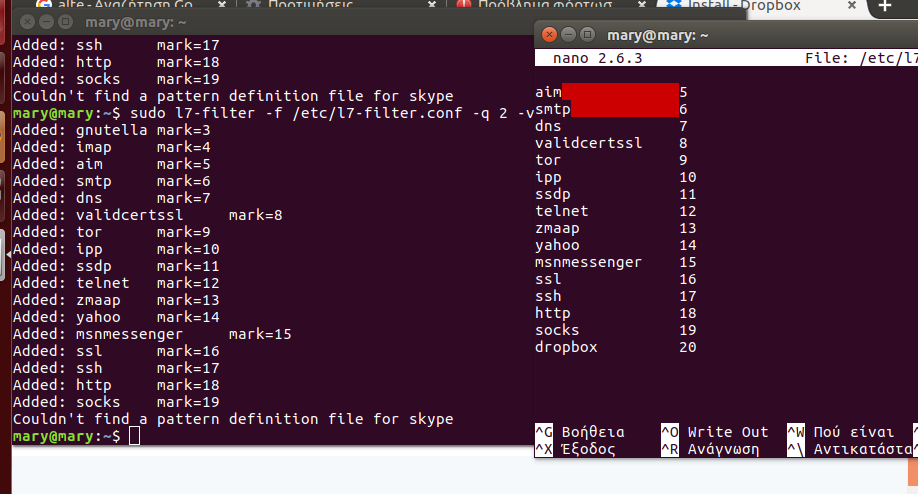 alte - Αναζήτηση Go
Προτιμήσεις
Πρόβλημα φόρτωσ
Install - Dropbox
mary@mary: ~
Added: ssh mark=17
Added: http mark=18
Added: socks mark=19
Couldn't find a pattern definition file for skype
mary@mary:~$ sudo l7-filter -f /etc/l7-filter.conf -q 2 -v
Added: gnutella mark=3
Added: imap mark=4
Added: aim mark=5
Added: smtp mark=6
Added: dns mark=7
Added: validcertssl mark=8
Added: tor mark=9
Added: ipp mark=10
Added: ssdp mark=11
Added: telnet mark=12
Added: zmaap mark=13
Added: yahoo mark=14
Added: msnmessenger mark=15
Added: ssl mark=16
Added: ssh mark=17
Added: http mark=18
Added: socks mark=19
Couldn't find a pattern definition file for skype
mary@mary:~$
mary@mary: ~
nano 2.6.3 File: /etc/l7
aim 5
smtp 6
dns 7
validcertssl 8
tor 9
ipp 10
ssdp 11
telnet 12
zmaap 13
yahoo 14
msnmessenger 15
ssl 16
ssh 17
http 18
socks 19
dropbox 20
^G Βοήθεια ^O Write Out ^W Πού είναι ^
^X Έξοδος ^R Ανάγνωση ^\ Αντικατάστα^